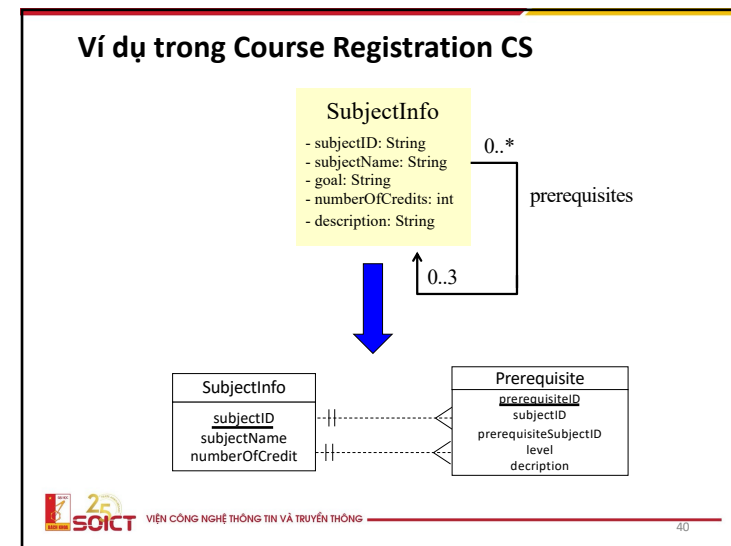 Ví dụ trong Course Registration CS
SubjectInfo
- subjectID: String
- subjectName: String
- goal: String
- numberOfCredits: int
- description: String
0..*
prerequisites
0..3
SubjectInfo
subjectID
subjectName
numberOfCredit
Prerequisite
prerequisiteID
subjectID
prerequisiteSubjectID
level
decription
25
SOICT
VIỆN CÔNG NGHỆ THÔNG TIN VÀ TRUYỀN THÔNG
40